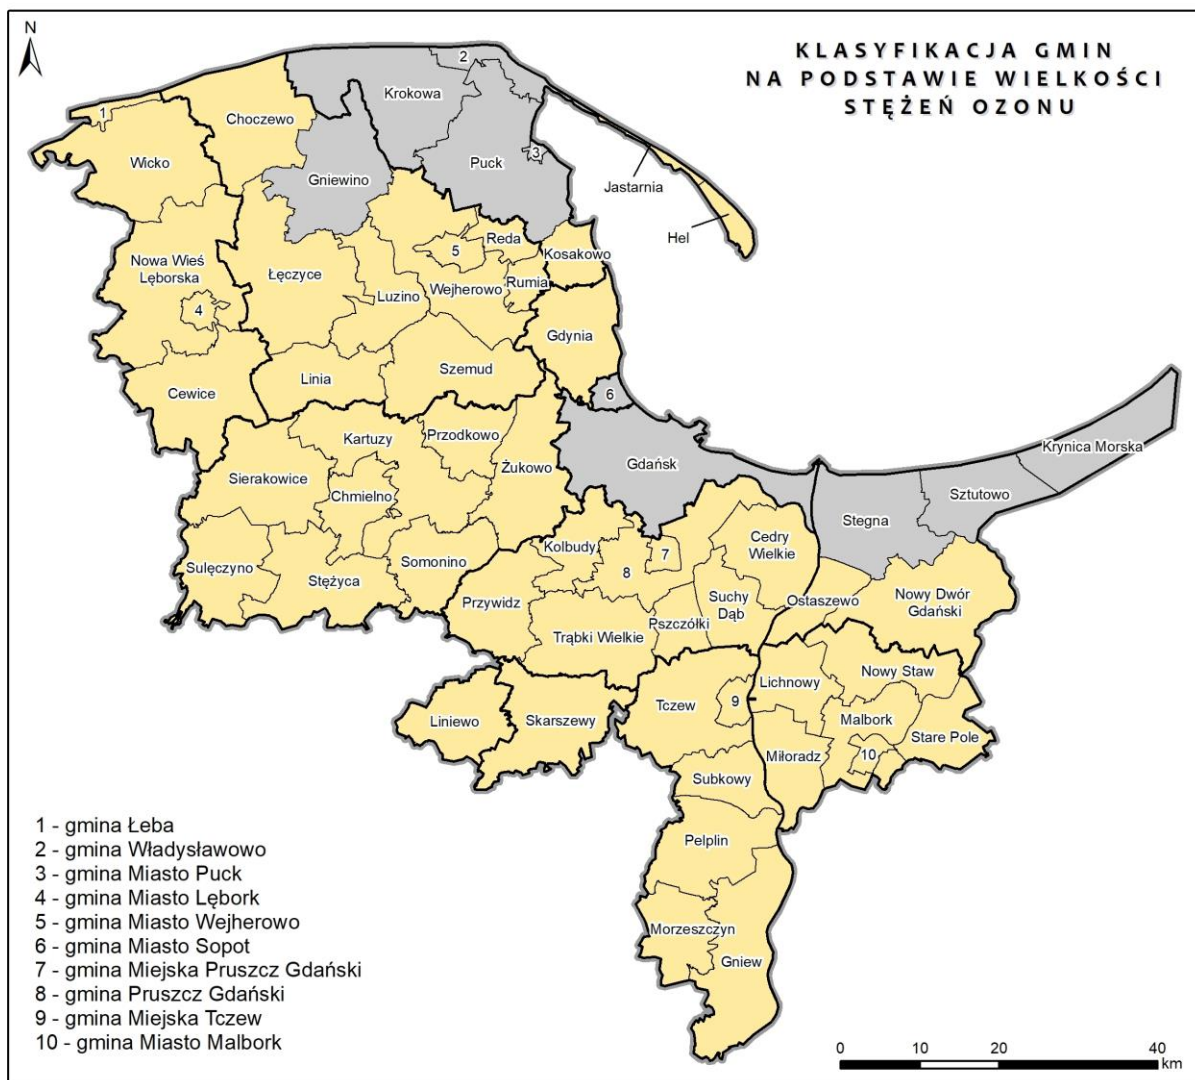 N
KLASYFIKACJA GMIN
NA PODSTAWIE WIELKOŚCI
STĘŻEŃ OZONU
2
Krokowa
1
Choczewo
Wicko
Puck
3
Gniewino
Jastarnia
Hel
Reda
5
Kosakowo
Nowa Wieś
Lęborska
Łęczyce
Luzino
Wejherowo
Rumia
4
Gdynia
Szemud
Linia
Cewice
6
Kartuzy
Przodkowo
Krynica Morska
Gdańsk
Żukowo
Sierakowice
Chmielno
Sztutowo
Stegna
Cedry
Wielkie
Kolbudy
7
Somonino
Sulęczyno
8
Stężyca
Przywidz
Suchy
Dąb
Ostaszewo
Nowy Dwór
Gdański
Pszczółki
Trąbki Wielkie
Lichnowy
Nowy Staw
Tczew
9
Liniewo
Skarszewy
Malbork
Stare Pole
Miłoradz
10
Subkowy
Pelplin
Morzeszczyn
Gniew
1 - gmina Łeba
2 - gmina Władysławowo
3 - gmina Miasto Puck
4 - gmina Miasto Lębork
5 - gmina Miasto Wejherowo
6 - gmina Miasto Sopot
7 - gmina Miejska Pruszcz Gdański
8 - gmina Pruszcz Gdański
9 - gmina Miejska Tczew
10 - gmina Miasto Malbork
0 10 20 40
km